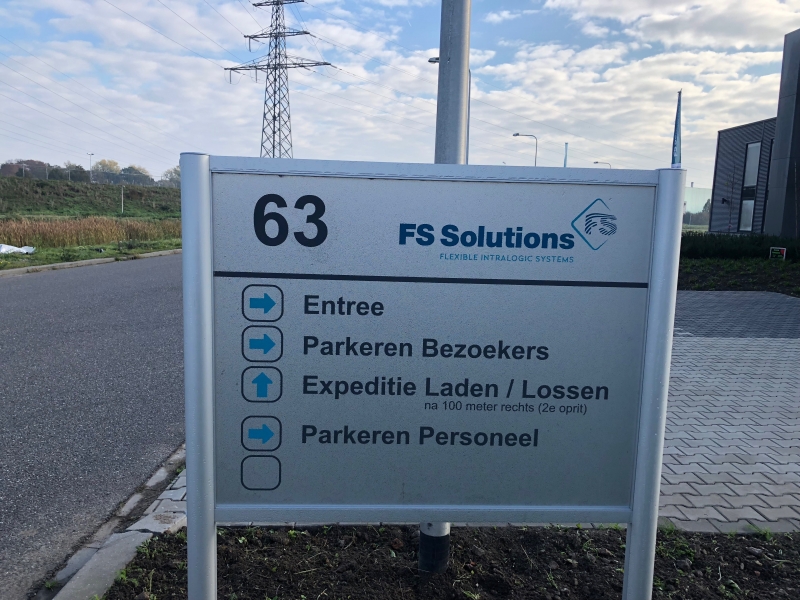 63
FS Solutions FS
FLEXIBLE INTRALOGIC SYSTEMS
Entree
Parkeren Bezoekers
Expeditie Laden / Lossen
na 100 meter rechts (2e oprit)
Parkeren Personeel